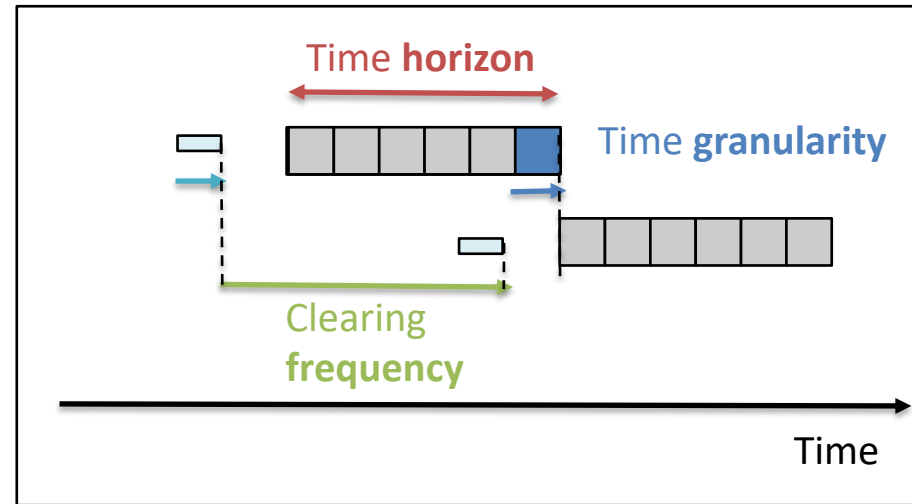 Time horizon
Time granularity
Clearing
frequency
Time